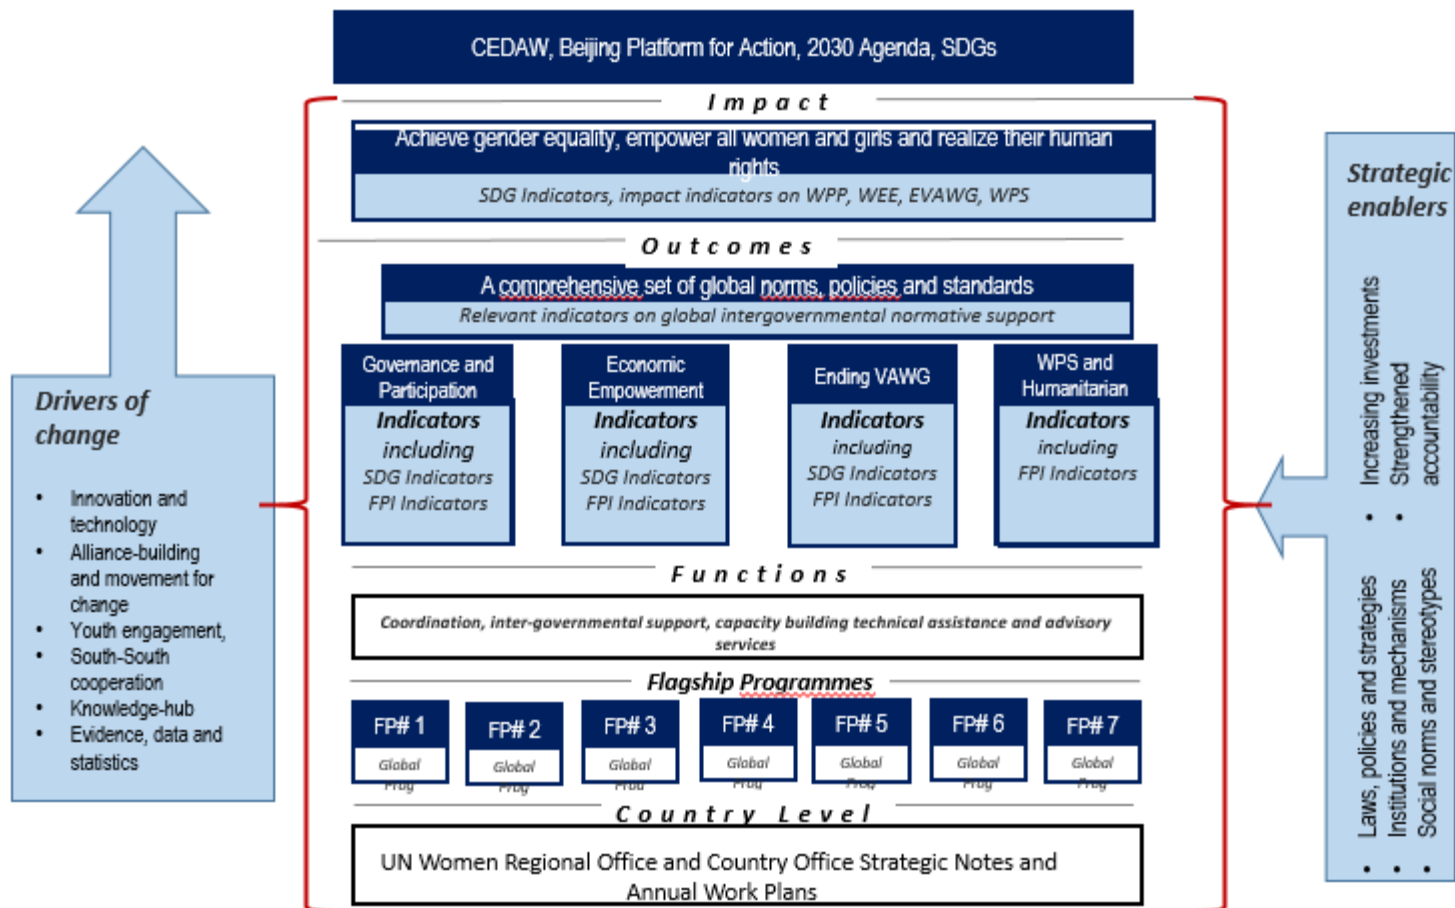 CEDAW, Beijing Platform for Action, 2030 Agenda, SDGs
Impact
Achieve gender equality, empower all women and girls and realize their human
rights
SDG Indicators, impact indicators on WPP, WEE, EVAWG, WPS
Outcomes
A comprehensive set of global norms, policies and standards
Relevant indicators on global intergovernmental normative support
Governance and
Participation
Indicators
including
SDG Indicators
FPI Indicators
Economic
Empowerment
Indicators
including
SDG Indicators
FPI Indicators
Ending VAWG
Indicators
including
SDG Indicators
FPI Indicators
WPS and
Humanitarian
Indicators
including
FPI Indicators
Functions
Coordination, inter-governmental support, capacity building technical assistance and advisory
services
Flagship Programmes
FP# 1
Global
Prog
FP# 2
Global
Prog
FP# 3
Global
Prog
FP# 4
Global
Prog
FP# 5
Global
Prog
FP# 6
Global
Prog
FP# 7
Global
Prog
Country Level
UN Women Regional Office and Country Office Strategic Notes and
Annual Work Plans
Drivers of
change
• Innovation and
technology
• Alliance-building
and movement for
change
• Youth engagement,
• South-South
cooperation
• Knowledge-hub
• Evidence, data and
statistics
Strategic
enablers
• Laws, policies and strategies
• Institutions and mechanisms
• Social norms and stereotypes
• Increasing investments
• Strengthened
accountability